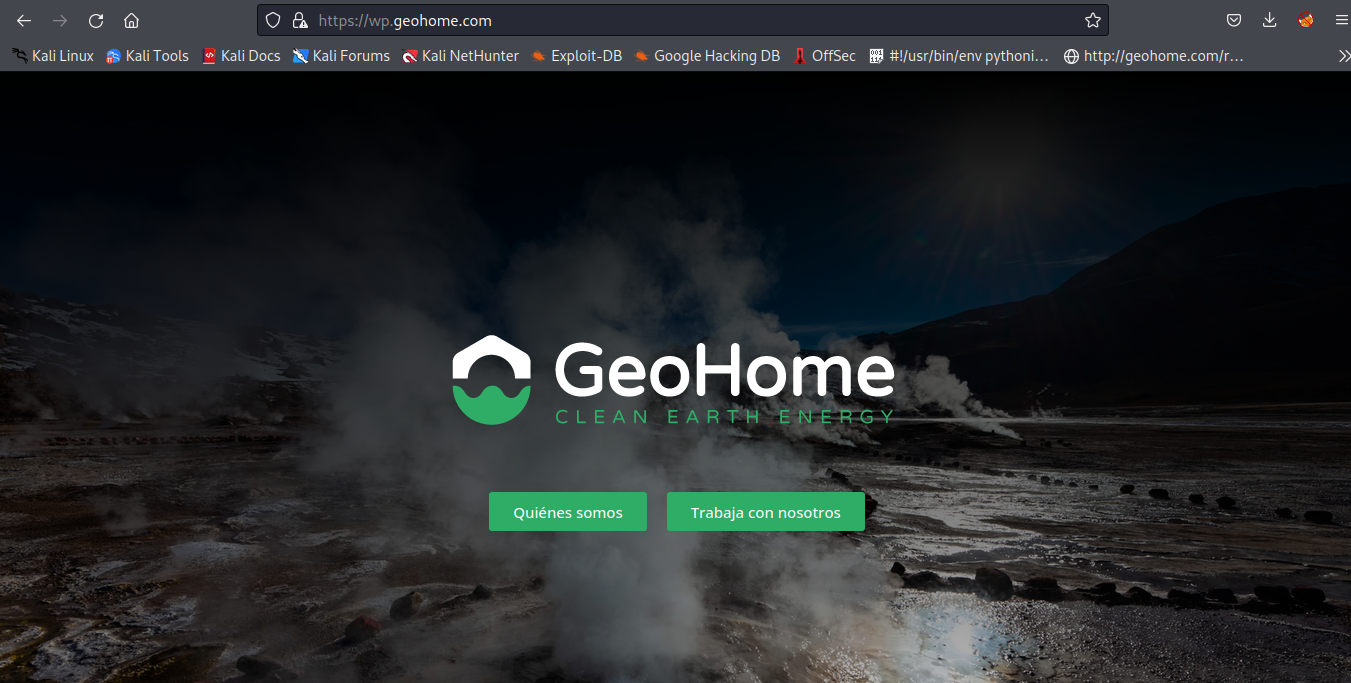 https://wp.geohome.com
Kali Linux Kali Tools Kali Docs Kali Forums Kali NetHunter Exploit-DB Google Hacking DB OffSec #!/usr/bin/env pythoni… http://geohome.com/r…
GeoHome
CLEAN EARTH ENERGY
Quiénes somos Trabaja con nosotros